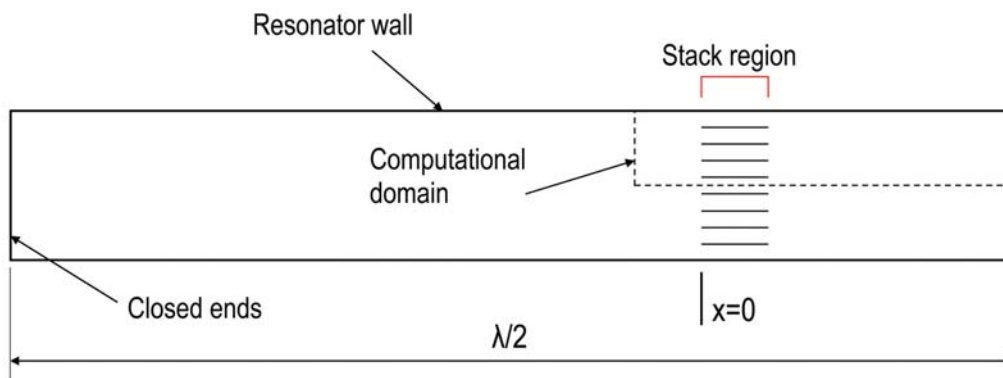 Resonator wall
Stack region
Computational
domain
Closed ends
x=0
λ/2